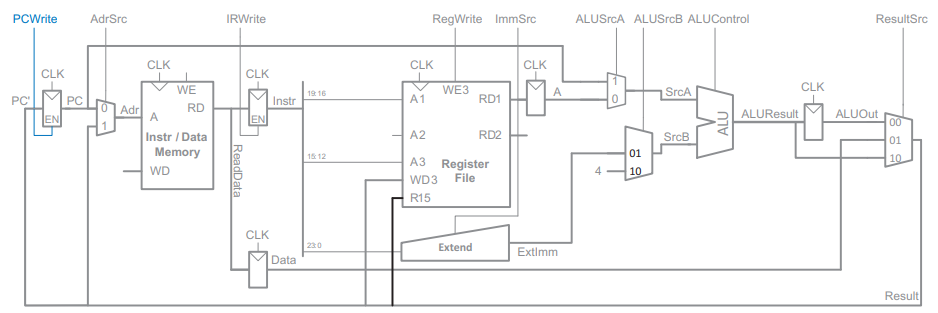 PCWrite AdrSrc IRWrite RegWrite ImmSrc ALUSrcA ALUSrcB ALUControl ResultSrc
CLK CLK CLK CLK CLK CLK
PC' PC EN
0 1 Adr
WE
A RD
Instr / Data
Memory
WD
EN Instr
ReadData
19:16
15:12
23:0
WE3
A1 RD1
A2 RD2
A3
WD3
R15
Register
File
A
1
0
SrcA
SrcB
01
10
4
ALU
ALUResult
ALUOut
00
01
10
Extend
ExtImm
CLK
Data
Result